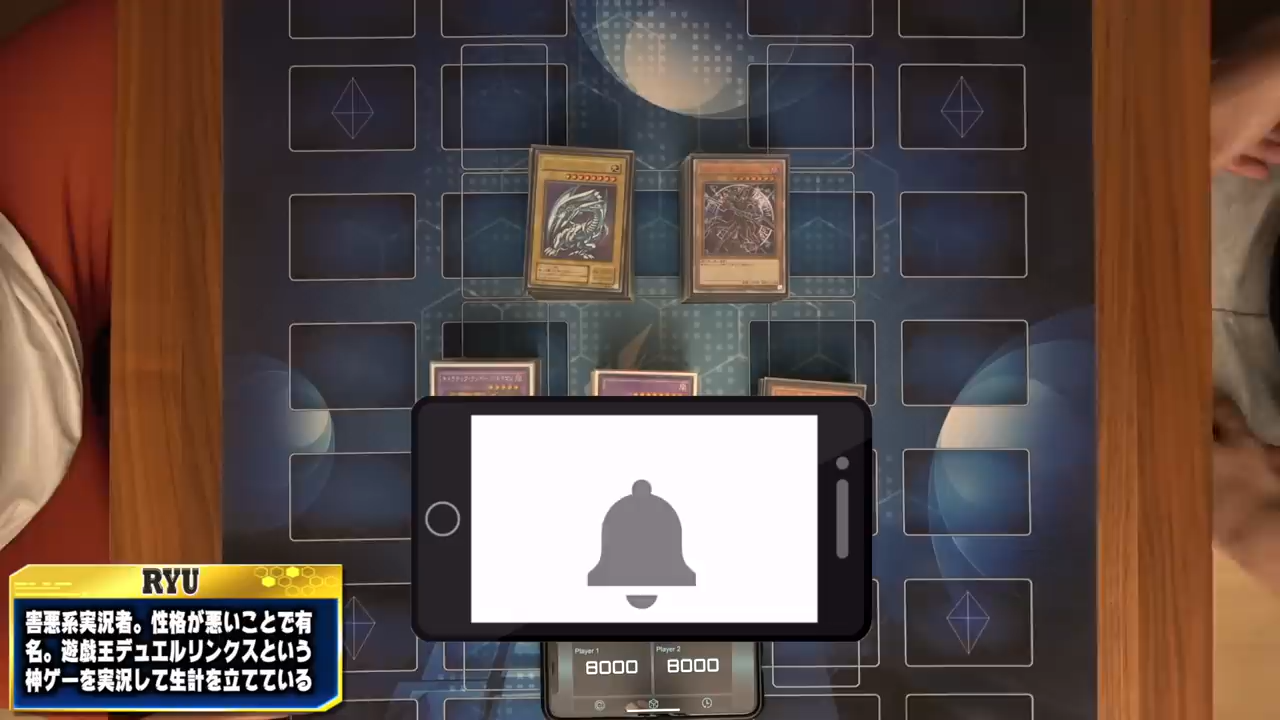 RYU
害悪系実況者。性格が悪いことで有
名。遊戯王デュエルリンクスという
神ゲーを実況して生計を立てている
Player 1
Player 2
8000
8000